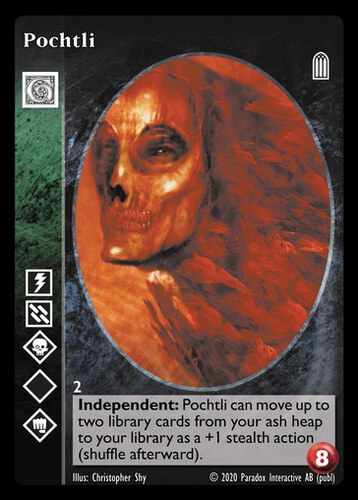 Pochtli
2
Independent: Pochtli can move up to
two library cards from your ash heap
to your library as a +1 stealth action
(shuffle afterward).
8
Illus: Christopher Shy © 2020 Paradox Interactive AB (publ)